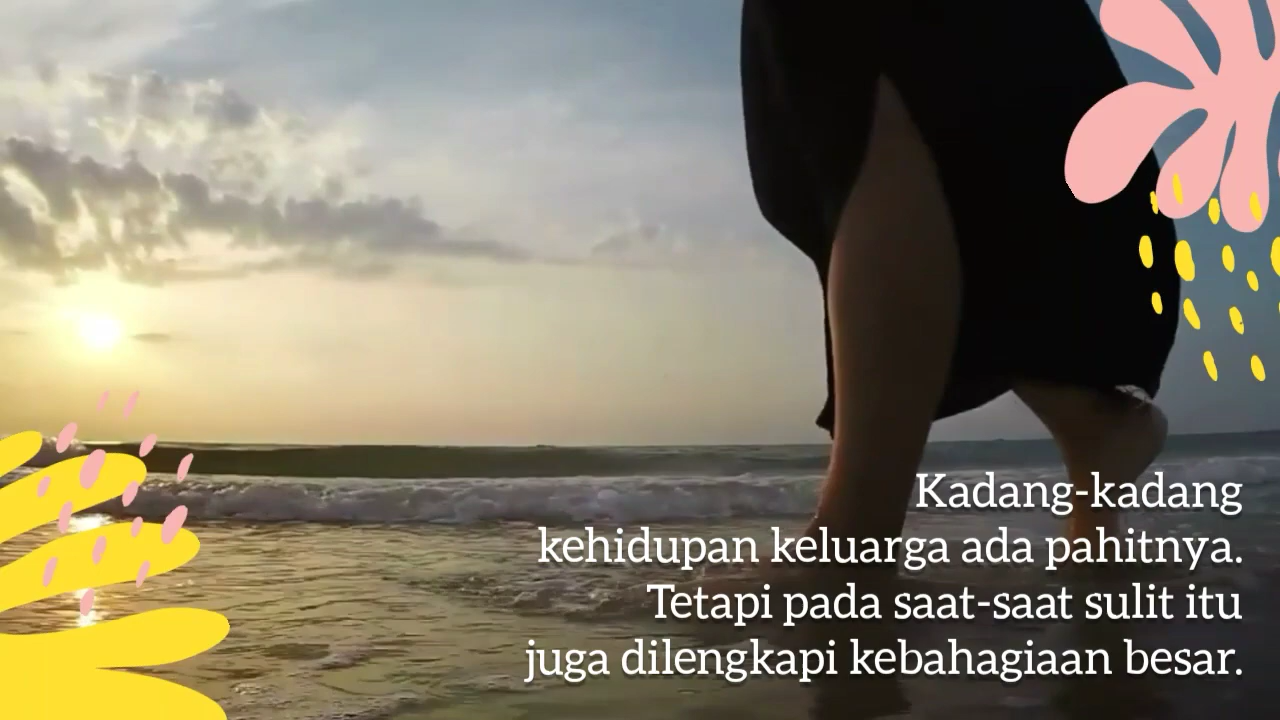 Kadang-kadang
kehidupan keluarga ada pahitnya.
Tetapi pada saat-saat sulit itu
juga dilengkapi kebahagiaan besar.